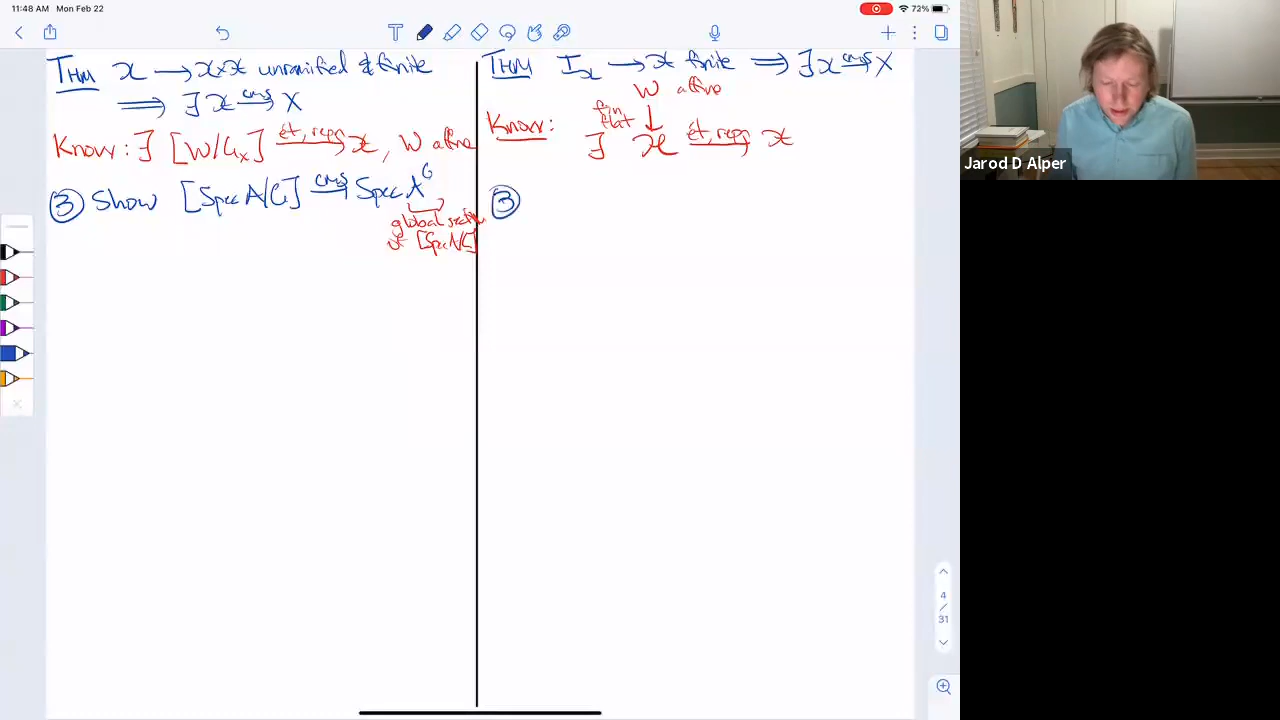 11:48 AM Mon Feb 22
72%
THM 𝒳 → 𝒳×𝒳 unramified & finite
⟹ ∃ 𝒳 →^{cms} X
Know: ∃ [W/G_x] →^{ét, repr} 𝒳, W affine
③ Show [Spec A/G] →^{cms} Spec A^G
global sections
of [Spec A/G]
THM I_𝒳 → 𝒳 finite ⟹ ∃ 𝒳 →^{cms} X
W affine
fin
flat ↓
Know: ∃ 𝒲 →^{ét, repr} 𝒳
③
4
/
31
Jarod D Alper